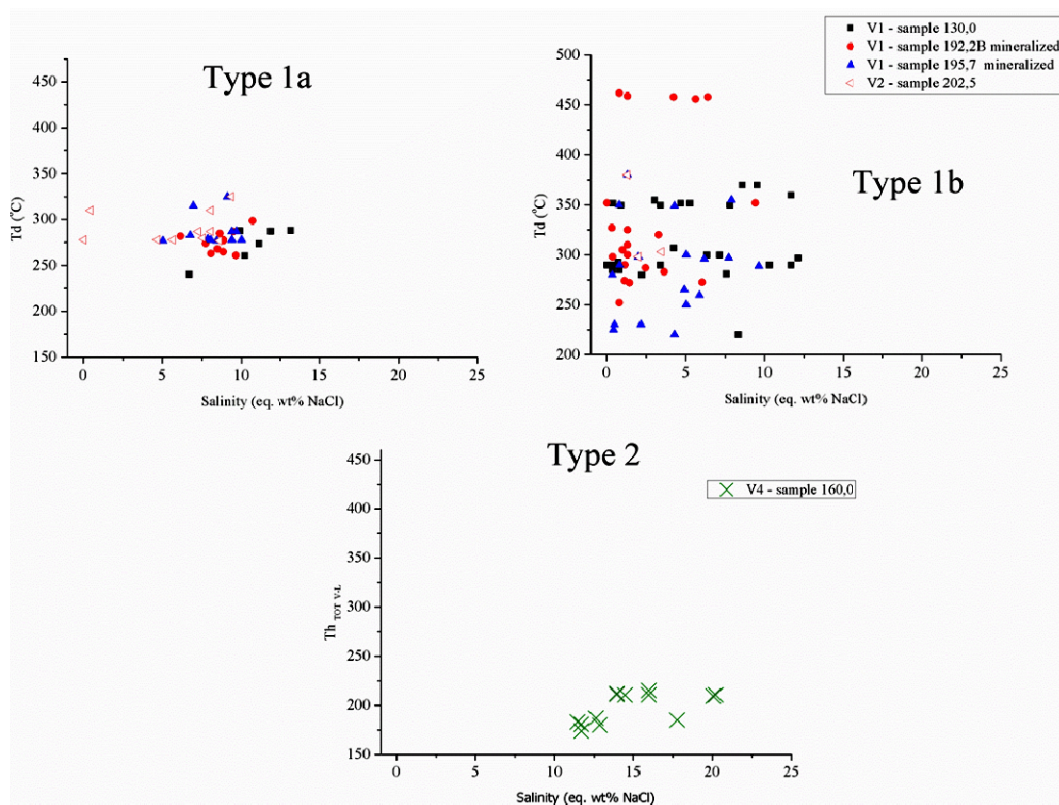 Type 1a
Td (°C)
450
400
350
300
250
200
150
0 5 10 15 20 25
Salinity (eq. wt% NaCl)
V1 - sample 130,0
V1 - sample 192,2B mineralized
V1 - sample 195,7 mineralized
V2 - sample 202,5
Type 1b
Td (°C)
500
450
400
350
300
250
200
0 5 10 15 20 25
Salinity (eq. wt% NaCl)
Type 2
V4 - sample 160,0
Th TOT V-L
450
400
350
300
250
200
150
0 5 10 15 20 25
Salinity (eq. wt% NaCl)